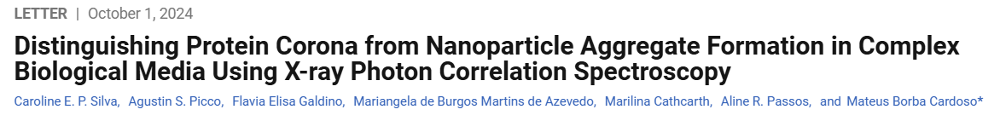 LETTER | October 1, 2024
Distinguishing Protein Corona from Nanoparticle Aggregate Formation in Complex
Biological Media Using X-ray Photon Correlation Spectroscopy
Caroline E. P. Silva, Agustin S. Picco, Flavia Elisa Galdino, Mariangela de Burgos Martins de Azevedo, Marilina Cathcarth, Aline R. Passos, and Mateus Borba Cardoso*